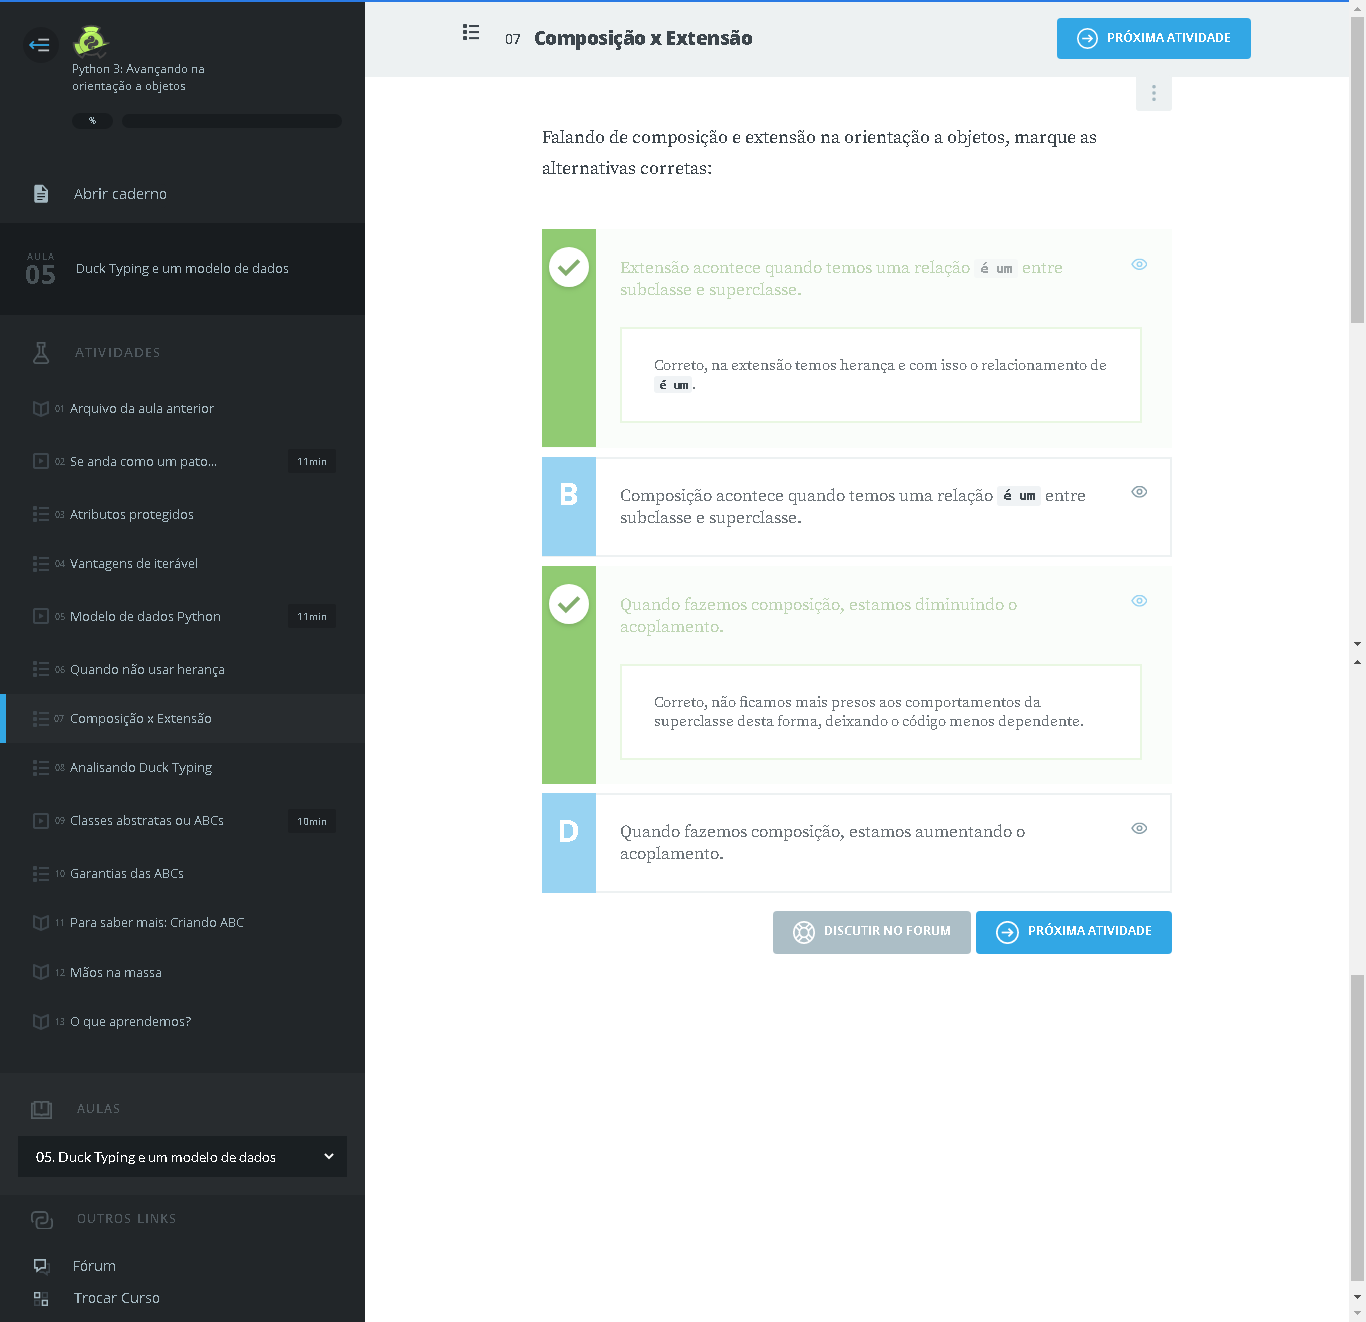 Python 3: Avançando na
orientação a objetos
%
Abrir caderno
AULA
05
Duck Typing e um modelo de dados
ATIVIDADES
01 Arquivo da aula anterior
02 Se anda como um pato... 11min
03 Atributos protegidos
04 Vantagens de iterável
05 Modelo de dados Python 11min
06 Quando não usar herança
07 Composição x Extensão
08 Analisando Duck Typing
09 Classes abstratas ou ABCs 10min
10 Garantias das ABCs
11 Para saber mais: Criando ABC
12 Mãos na massa
13 O que aprendemos?
AULAS
05. Duck Typing e um modelo de dados
OUTROS LINKS
Fórum
Trocar Curso
07 Composição x Extensão
PRÓXIMA ATIVIDADE
Falando de composição e extensão na orientação a objetos, marque as
alternativas corretas:
Extensão acontece quando temos uma relação é um entre
subclasse e superclasse.
Correto, na extensão temos herança e com isso o relacionamento de
é um.
B
Composição acontece quando temos uma relação é um entre
subclasse e superclasse.
Quando fazemos composição, estamos diminuindo o
acoplamento.
Correto, não ficamos mais presos aos comportamentos da
superclasse desta forma, deixando o código menos dependente.
D
Quando fazemos composição, estamos aumentando o
acoplamento.
DISCUTIR NO FORUM
PRÓXIMA ATIVIDADE